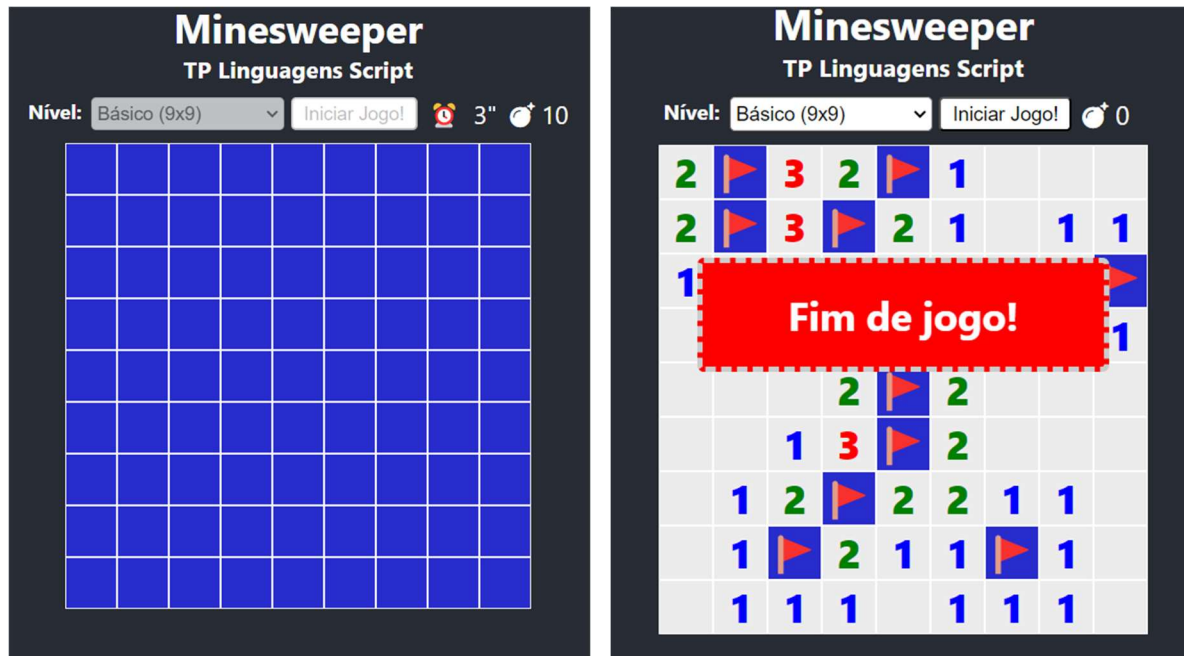 Minesweeper
TP Linguagens Script
Nível: Básico (9x9) Iniciar Jogo! 3" 10
Minesweeper
TP Linguagens Script
Nível: Básico (9x9) Iniciar Jogo! 0
2 3 2 1
2 3 2 1 1 1
1
Fim de jogo!
1
2 2
1 3 2
1 2 2 2 1 1
1 2 1 1 1
1 1 1 1 1 1